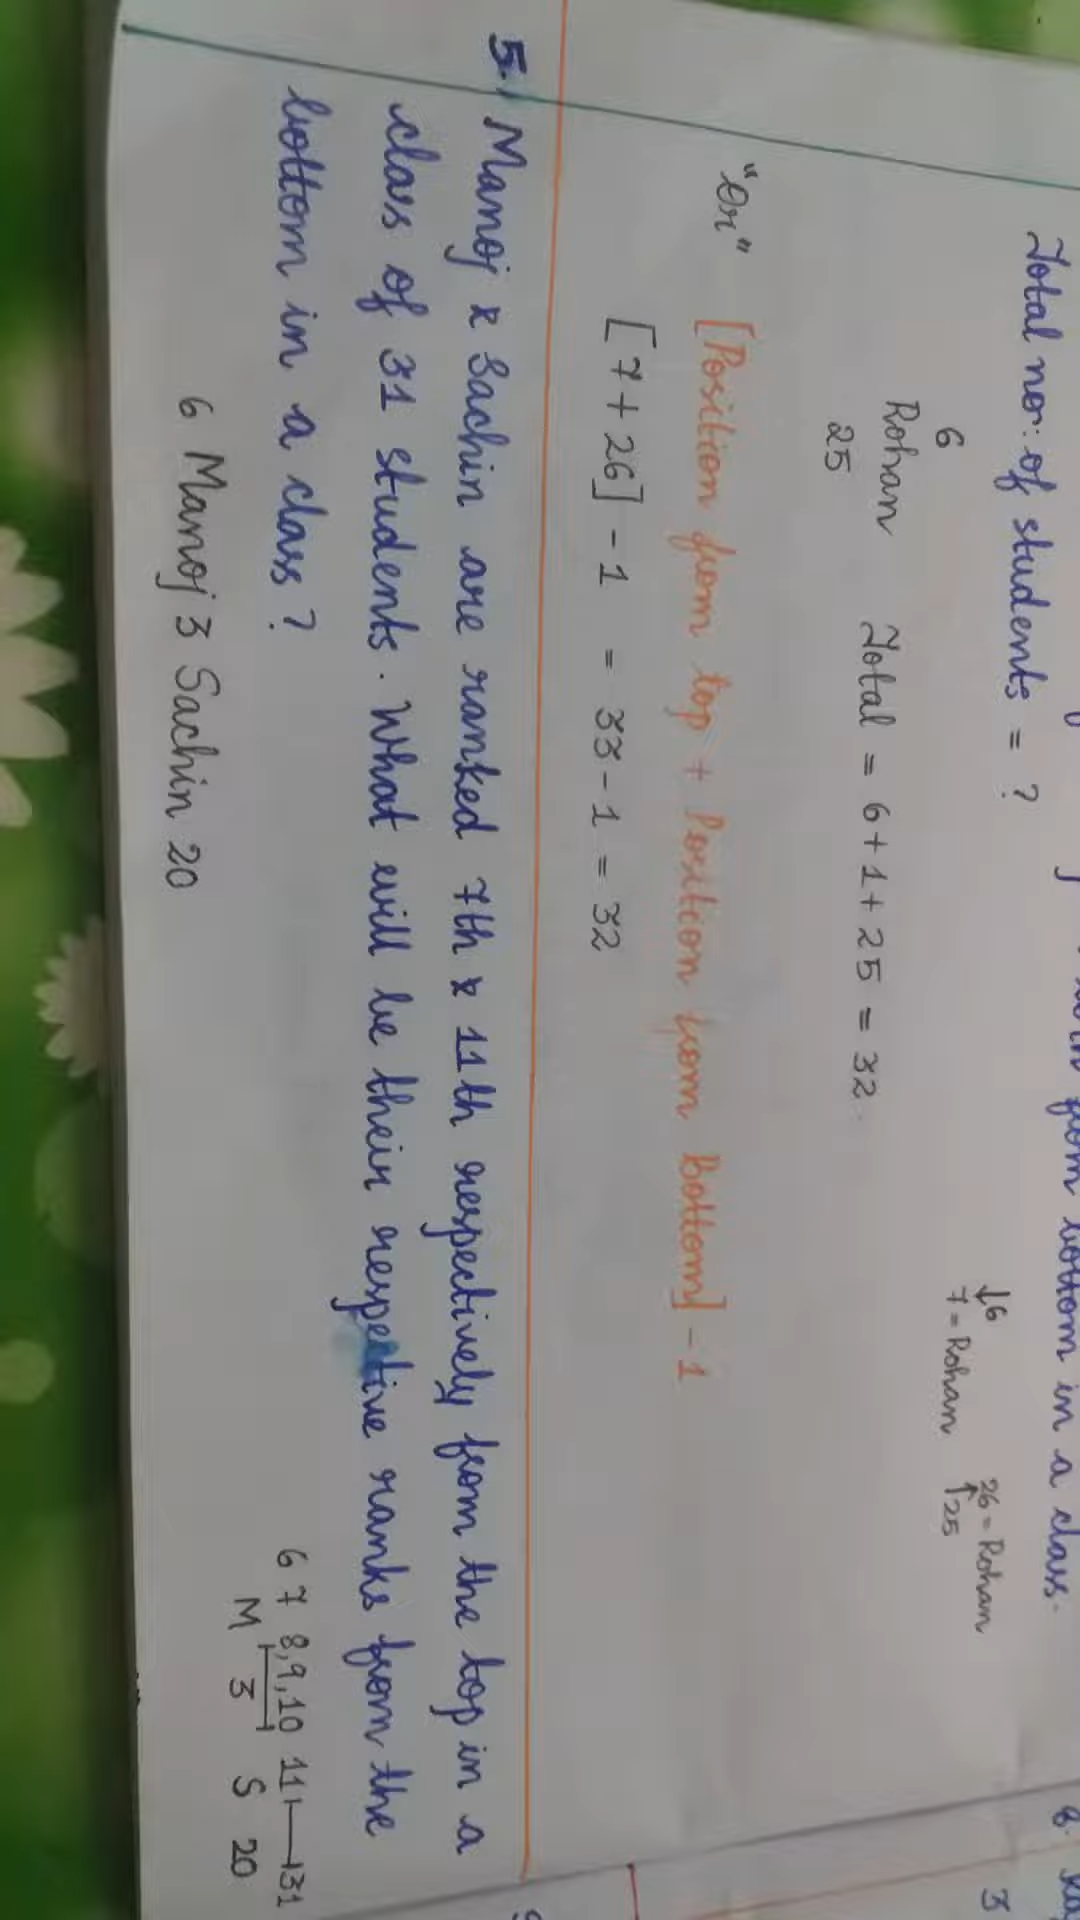 from bottom in a class.
Total no: of students = ?
6
Rohan
25
Total = 6 + 1 + 25 = 32.
↓6
7 = Rohan
26 = Rohan
↑25
"Or" [Position from top + Position from Bottom] - 1
[7 + 26] - 1 = 33 - 1 = 32
5. Manoj & Sachin are ranked 7th & 11th respectively from the top in a
class of 31 students. What will be their respective ranks from the
bottom in a class?
6 Manoj 3 Sachin 20
6 7 8,9,10 11 31
M 3 S 20
8.
3